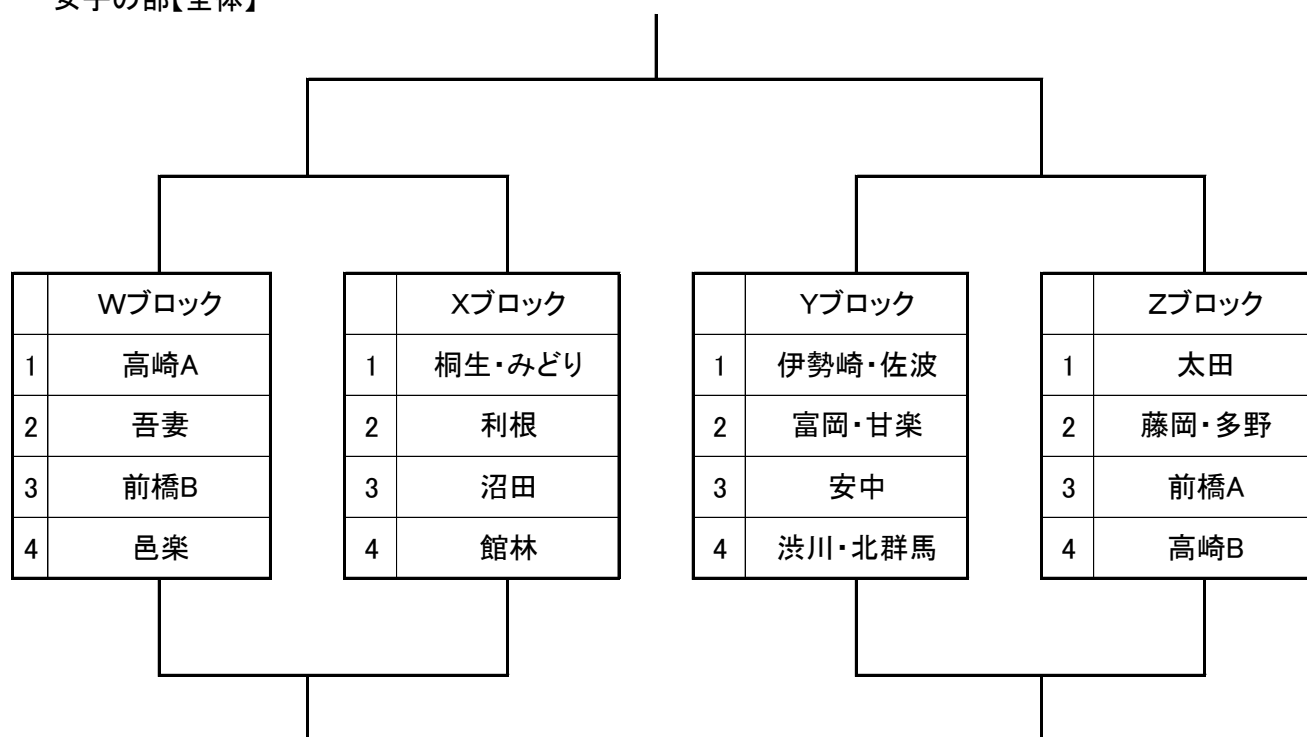 女子の部【全体】
Wブロック
1 高崎A
2 吾妻
3 前橋B
4 邑楽
Xブロック
1 桐生・みどり
2 利根
3 沼田
4 館林
Yブロック
1 伊勢崎・佐波
2 富岡・甘楽
3 安中
4 渋川・北群馬
Zブロック
1 太田
2 藤岡・多野
3 前橋A
4 高崎B